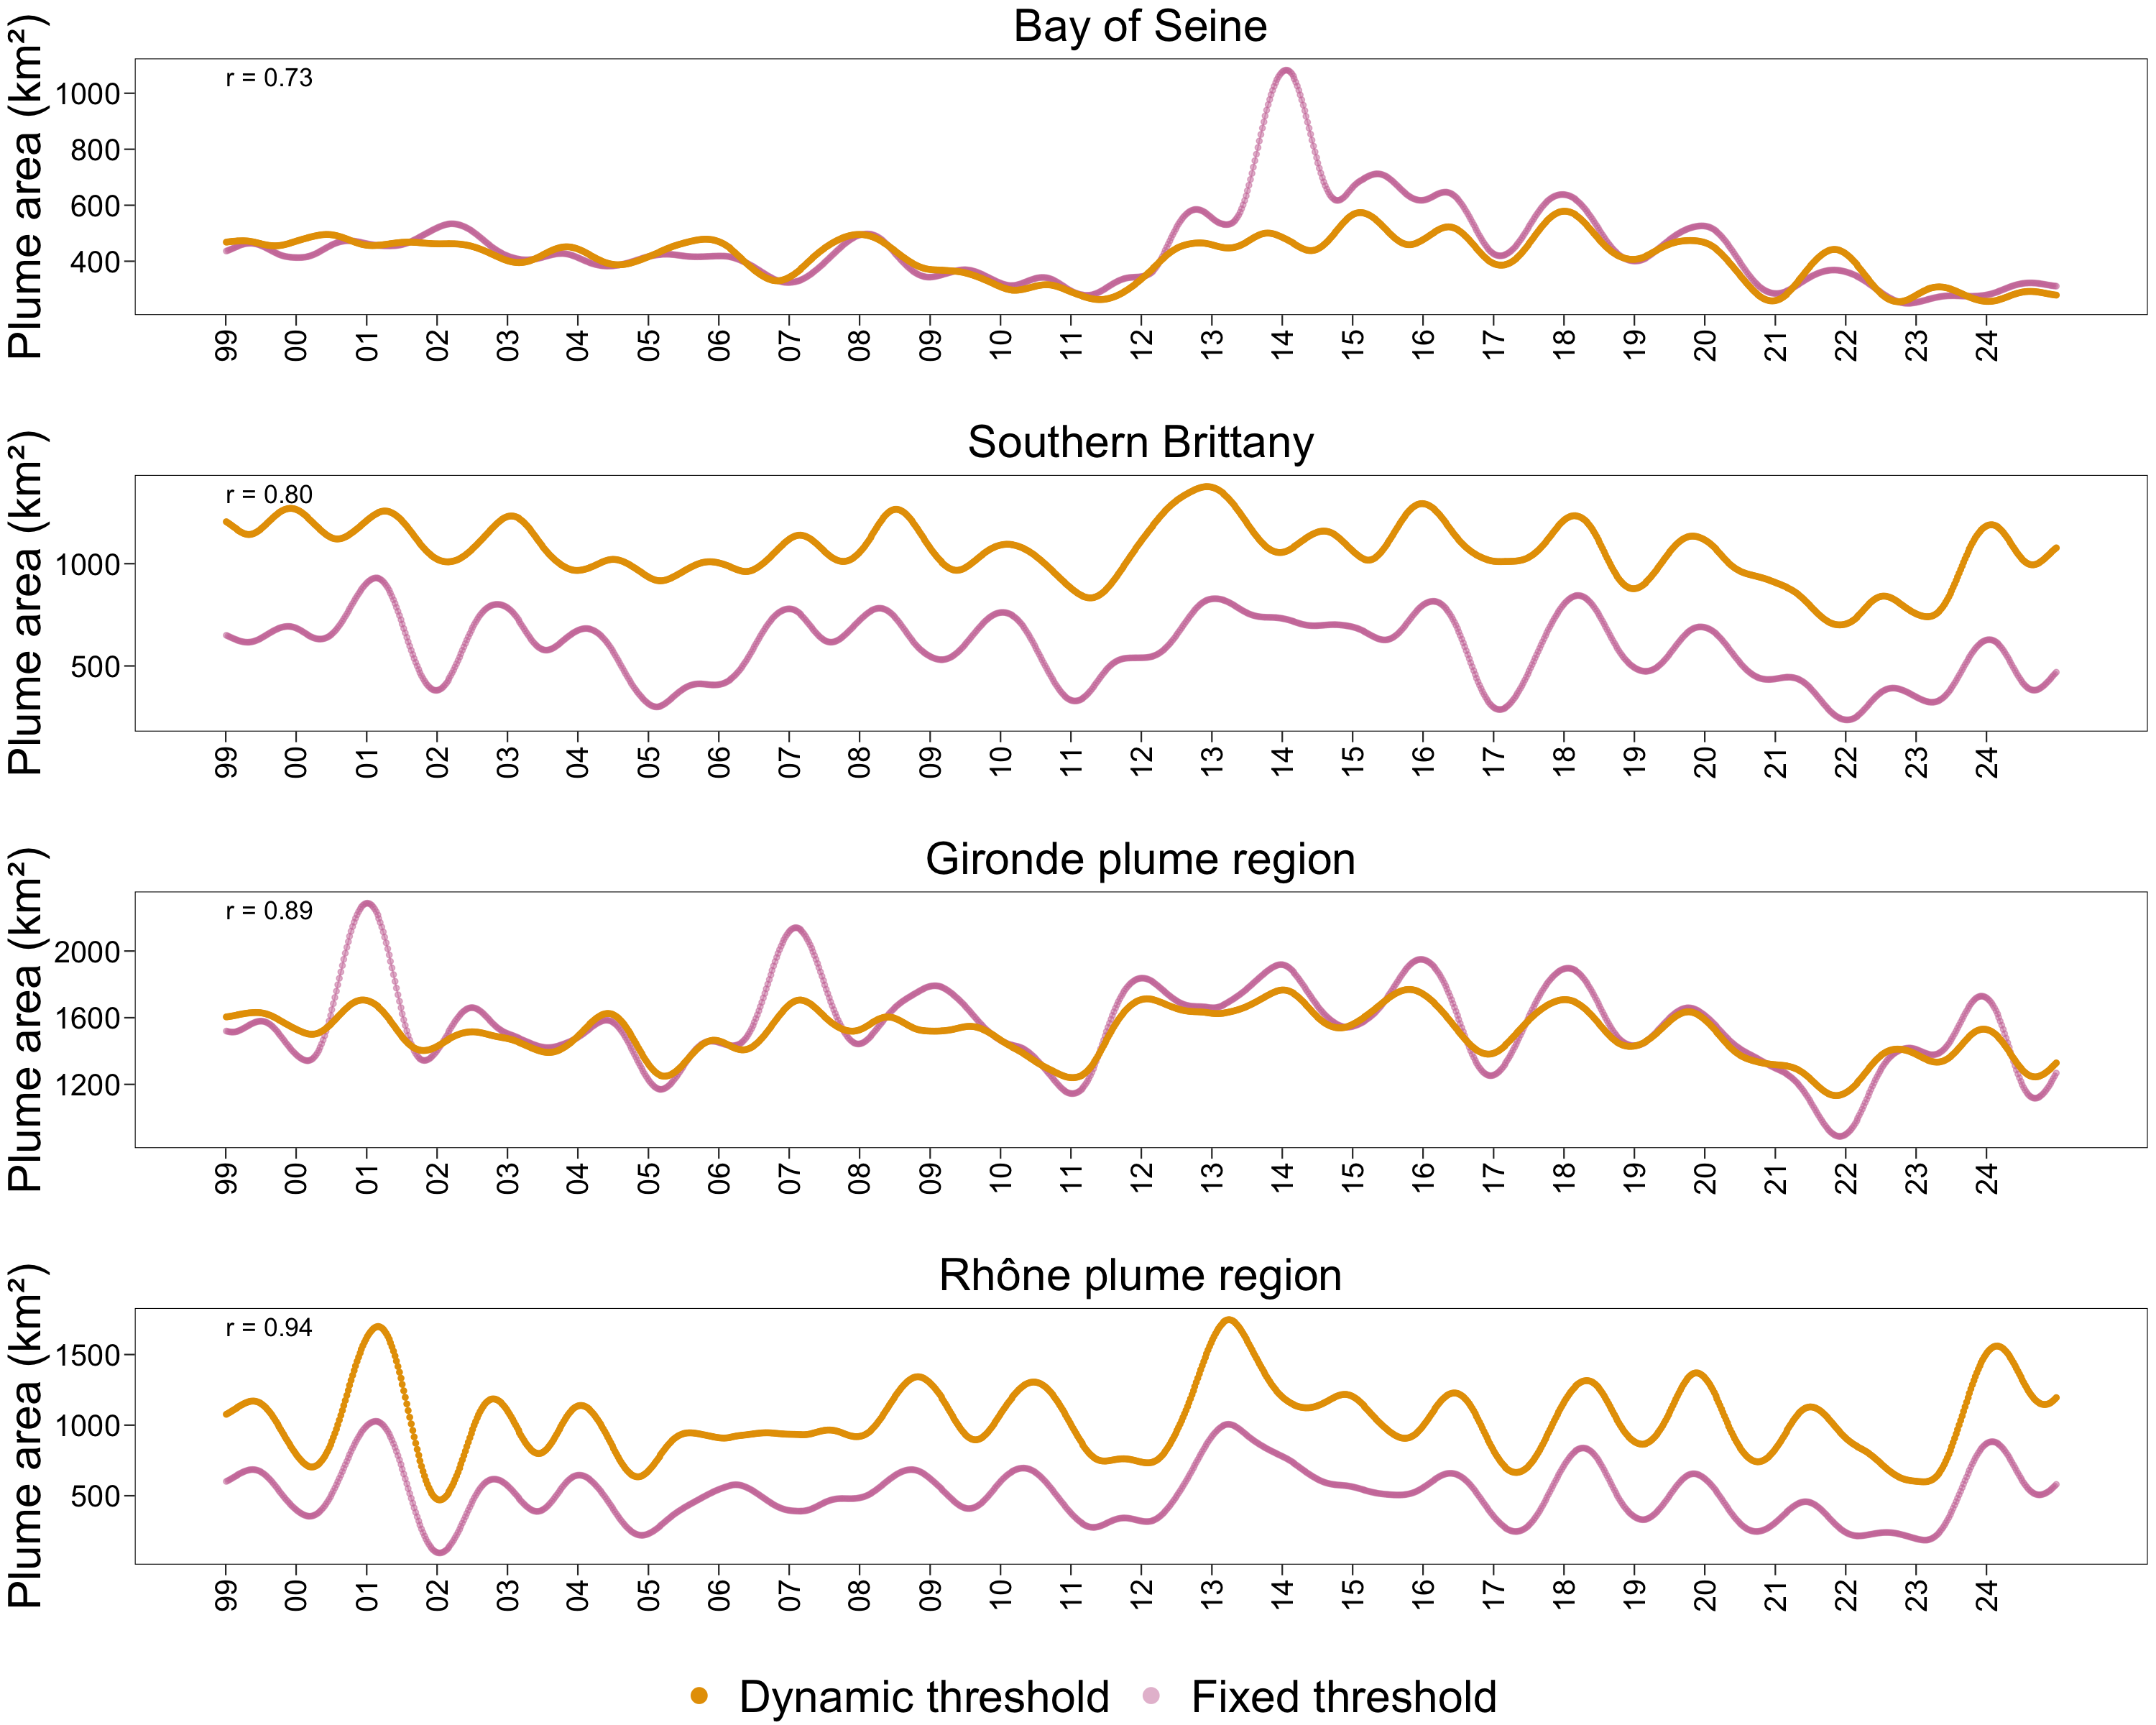 Bay of Seine
Plume area (km²)
r = 0.73
1000
800
600
400
99 00 01 02 03 04 05 06 07 08 09 10 11 12 13 14 15 16 17 18 19 20 21 22 23 24
Southern Brittany
Plume area (km²)
r = 0.80
1000
500
99 00 01 02 03 04 05 06 07 08 09 10 11 12 13 14 15 16 17 18 19 20 21 22 23 24
Gironde plume region
Plume area (km²)
r = 0.89
2000
1600
1200
99 00 01 02 03 04 05 06 07 08 09 10 11 12 13 14 15 16 17 18 19 20 21 22 23 24
Rhône plume region
Plume area (km²)
r = 0.94
1500
1000
500
99 00 01 02 03 04 05 06 07 08 09 10 11 12 13 14 15 16 17 18 19 20 21 22 23 24
Dynamic threshold Fixed threshold